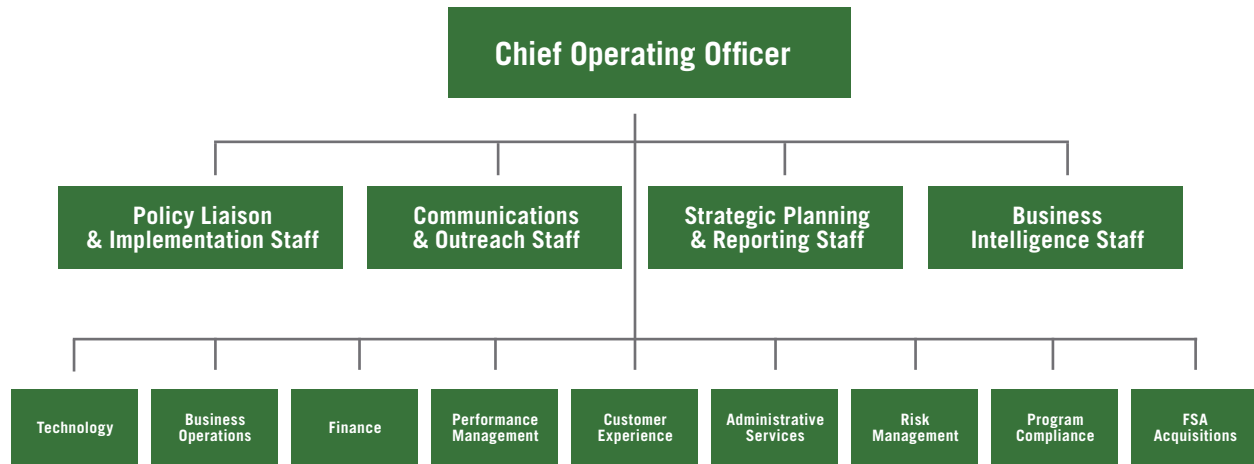 Chief Operating Officer
Policy Liaison
& Implementation Staff
Communications
& Outreach Staff
Strategic Planning
& Reporting Staff
Business
Intelligence Staff
Technology
Business
Operations
Finance
Performance
Management
Customer
Experience
Administrative
Services
Risk
Management
Program
Compliance
FSA
Acquisitions